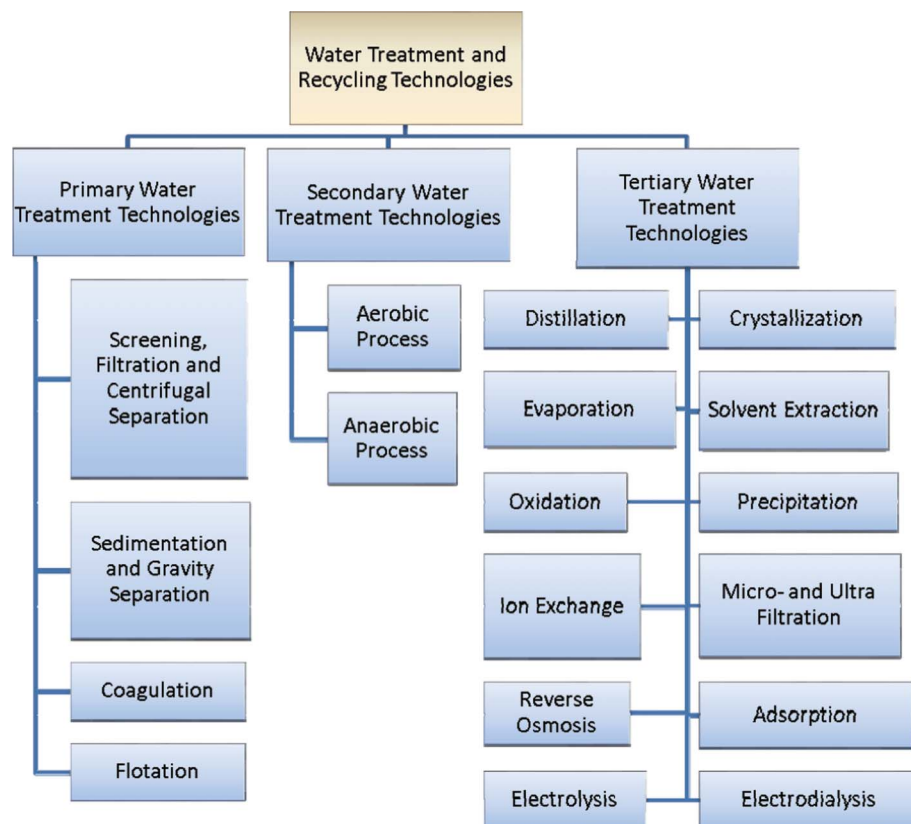 Water Treatment and
Recycling Technologies
Primary Water
Treatment Technologies
Secondary Water
Treatment Technologies
Tertiary Water
Treatment
Technologies
Screening,
Filtration and
Centrifugal
Separation
Sedimentation
and Gravity
Separation
Coagulation
Flotation
Aerobic
Process
Anaerobic
Process
Distillation
Crystallization
Evaporation
Solvent Extraction
Oxidation
Precipitation
Ion Exchange
Micro- and Ultra
Filtration
Reverse
Osmosis
Adsorption
Electrolysis
Electrodialysis